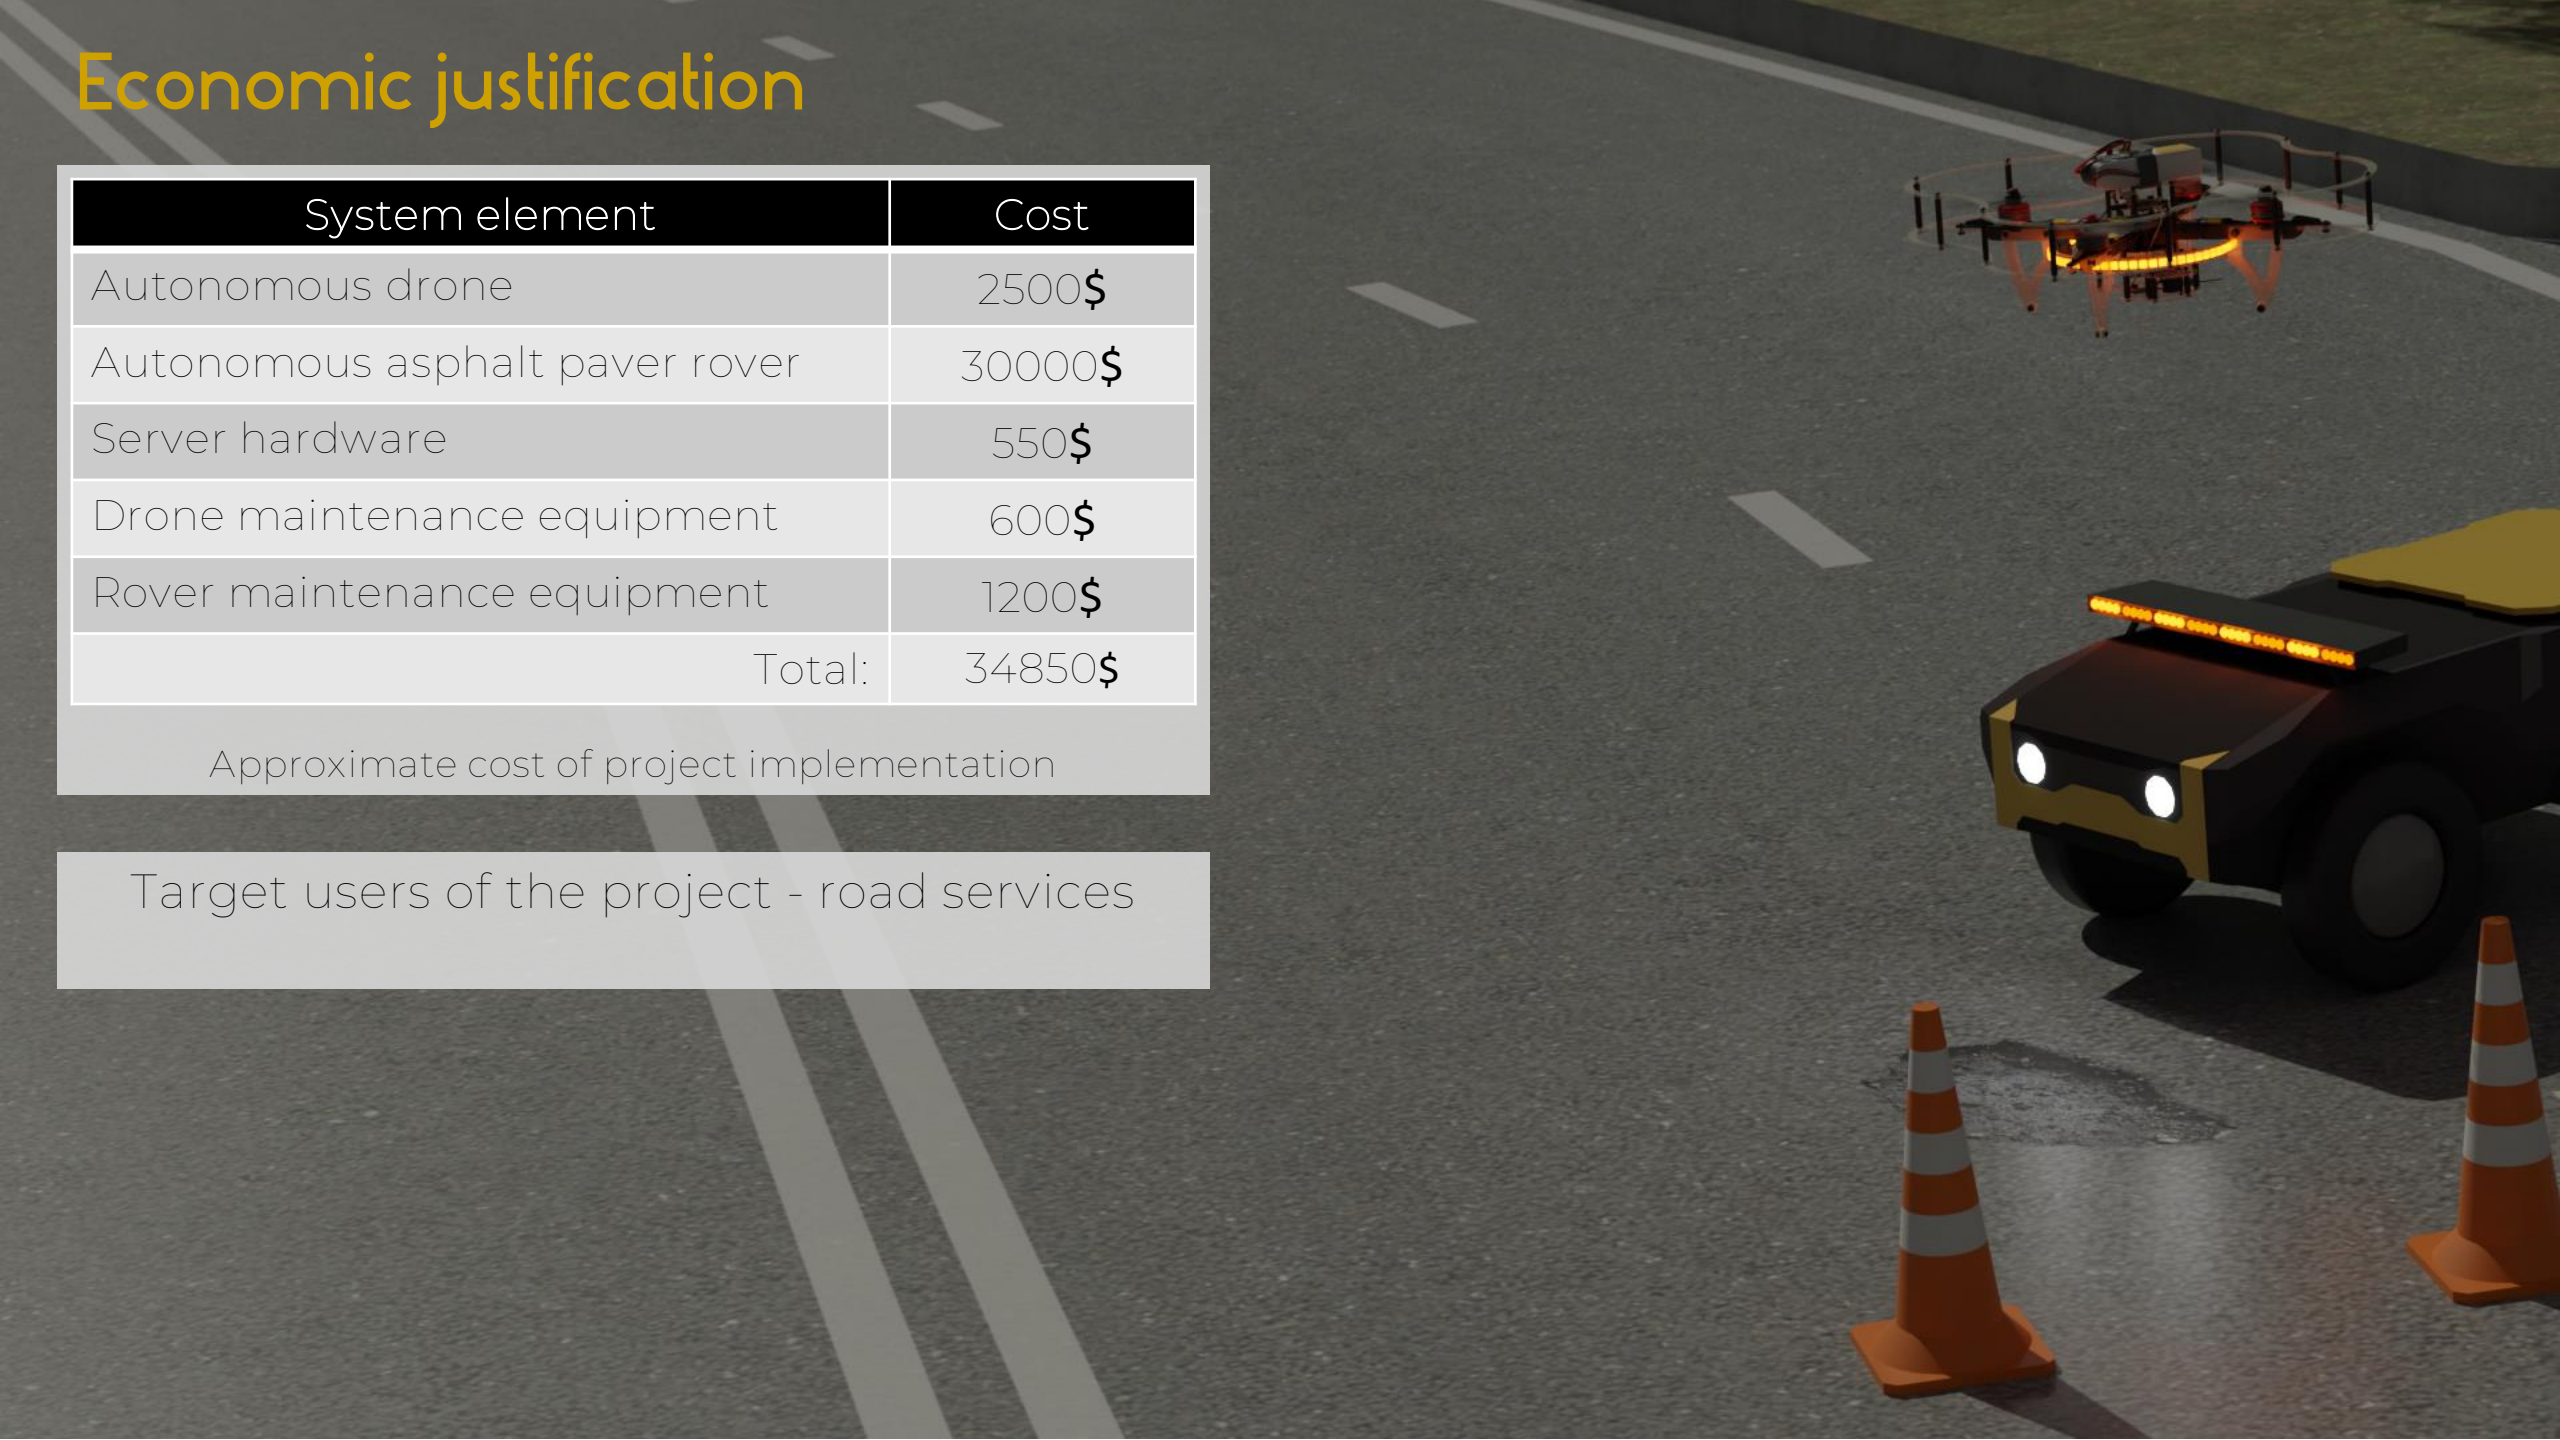 Economic justification
System element Cost
Autonomous drone 2500$
Autonomous asphalt paver rover 30000$
Server hardware 550$
Drone maintenance equipment 600$
Rover maintenance equipment 1200$
Total: 34850$
Approximate cost of project implementation
Target users of the project - road services